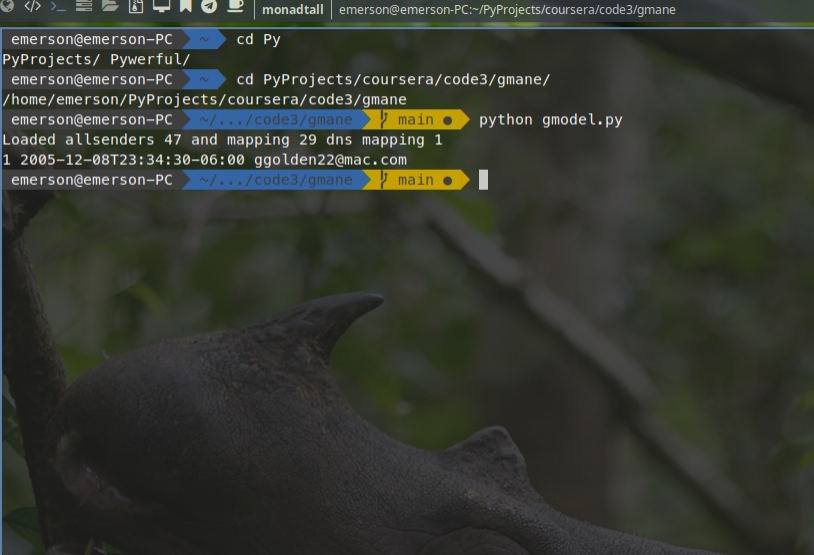 monadtall emerson@emerson-PC:~/PyProjects/coursera/code3/gmane
emerson@emerson-PC ~ cd Py
PyProjects/ Pywerful/
emerson@emerson-PC ~ cd PyProjects/coursera/code3/gmane/
/home/emerson/PyProjects/coursera/code3/gmane
emerson@emerson-PC ~/.../code3/gmane main ● python gmodel.py
Loaded allsenders 47 and mapping 29 dns mapping 1
1 2005-12-08T23:34:30-06:00 ggolden22@mac.com
emerson@emerson-PC ~/.../code3/gmane main ●